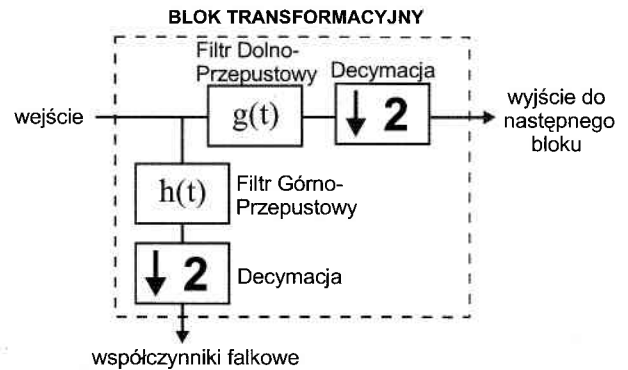 BLOK TRANSFORMACYJNY
Filtr Dolno-
Przepustowy
Decymacja
wejście
g(t)
↓ 2
wyjście do
następnego
bloku
h(t)
Filtr Górno-
Przepustowy
↓ 2
Decymacja
współczynniki falkowe